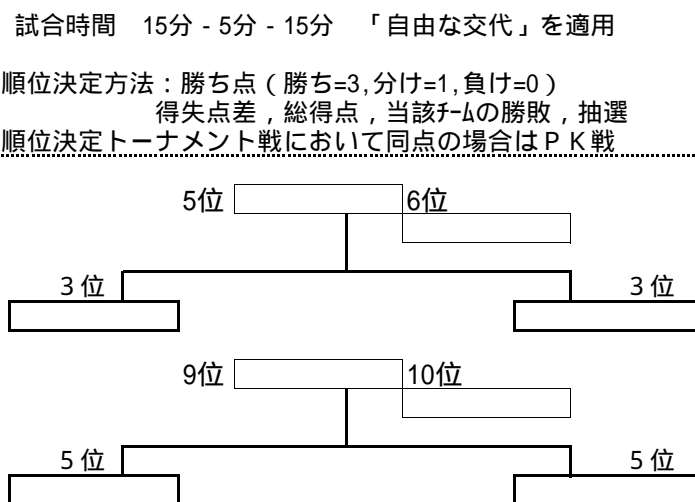 試合時間　15分 - 5分 - 15分　「自由な交代」を適用
順位決定方法：勝ち点（勝ち=3,分け=1,負け=0）
得失点差，総得点，当該ﾁｰﾑの勝敗，抽選
順位決定トーナメント戦において同点の場合はＰＫ戦
5位 6位
３位 ３位
9位 10位
５位 ５位